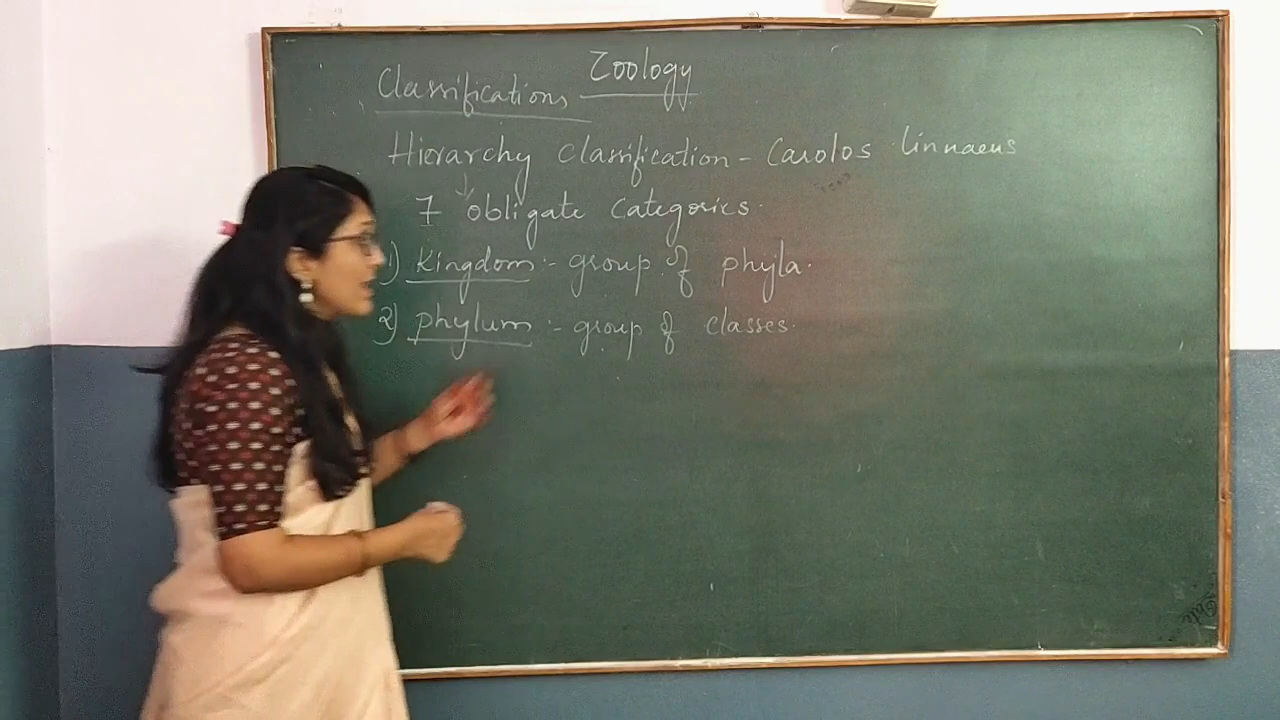 Zoology
Classifications
Hierarchy classification - Carolos linnaeus
7 obligate categories.
1) Kingdom :- group of phyla.
2) phylum :- group of classes.